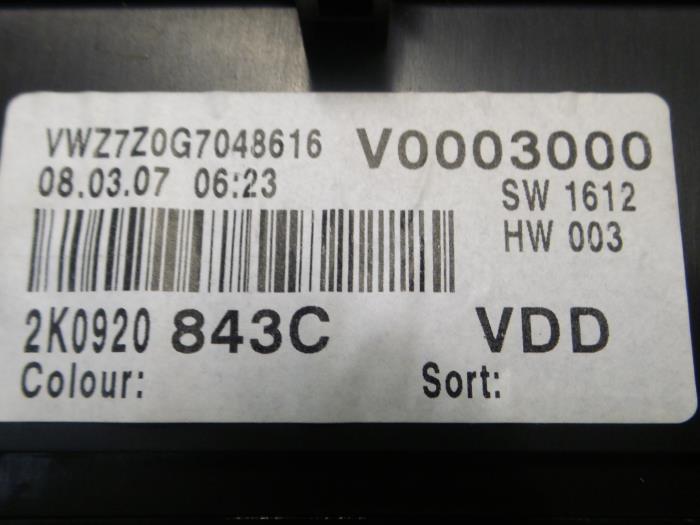 VWZ7Z0G7048616 V0003000
08.03.07 06:23 SW 1612
HW 003
2K0920 843C VDD
Colour: Sort: